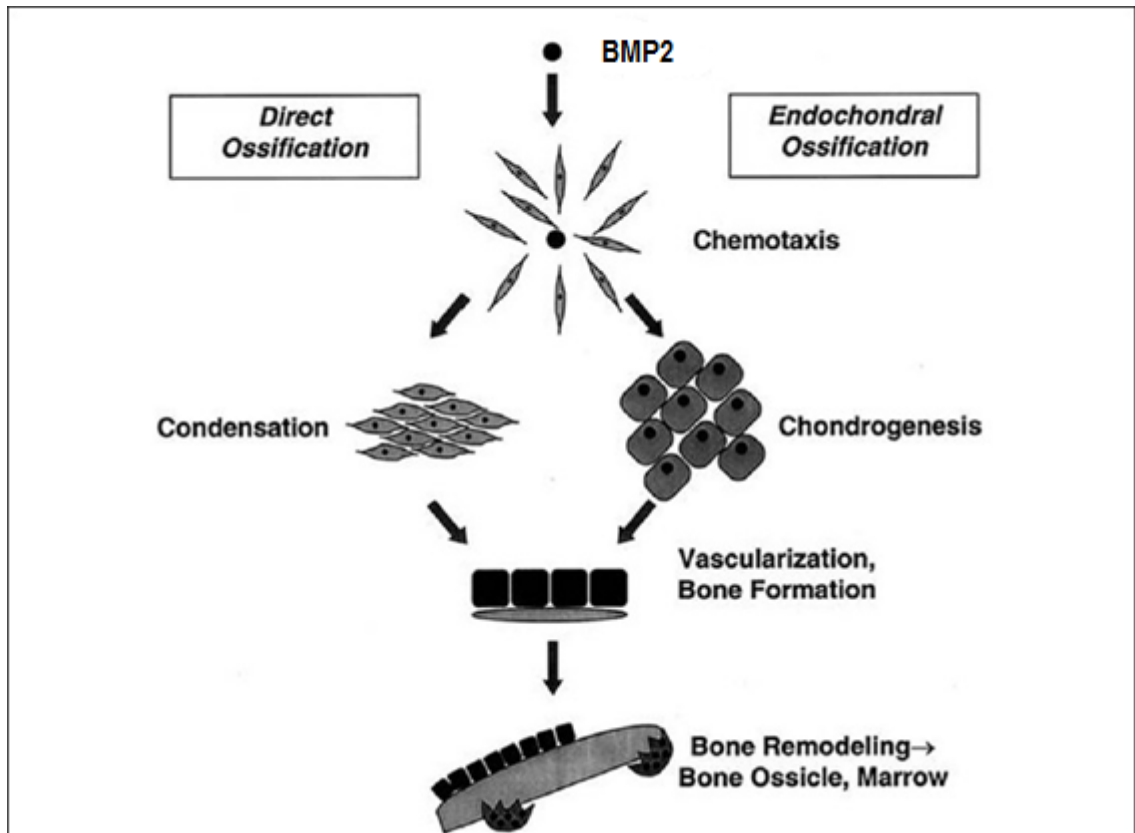 BMP2
Direct
Ossification
Endochondral
Ossification
Chemotaxis
Condensation
Chondrogenesis
Vascularization,
Bone Formation
Bone Remodeling→
Bone Ossicle, Marrow